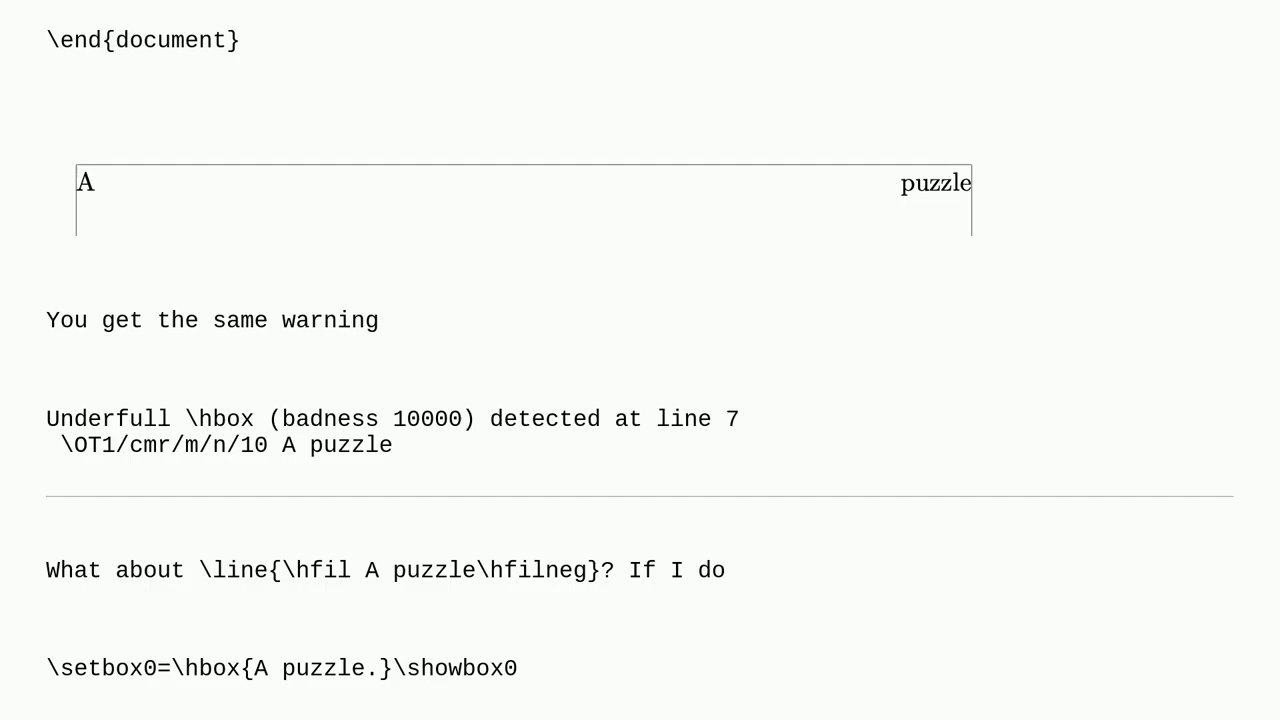 \end{document}
A puzzle
You get the same warning
Underfull \hbox (badness 10000) detected at line 7
\OT1/cmr/m/n/10 A puzzle
What about \line{\hfil A puzzle\hfilneg}? If I do
\setbox0=\hbox{A puzzle.}\showbox0